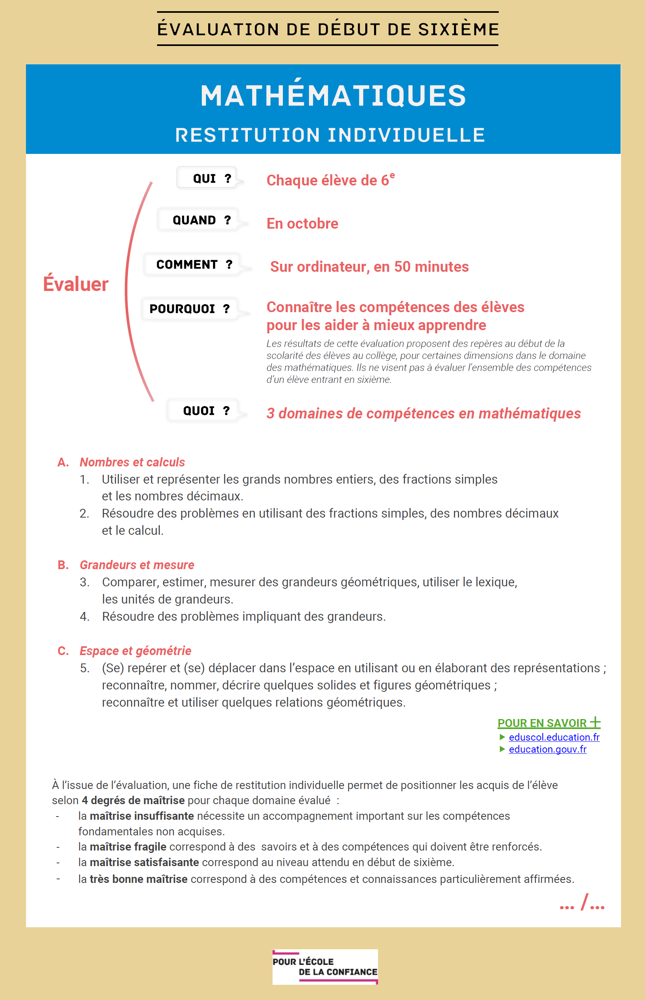 ÉVALUATION DE DÉBUT DE SIXIÈME
MATHÉMATIQUES
RESTITUTION INDIVIDUELLE
QUI ?
Chaque élève de 6e
QUAND ?
En octobre
COMMENT ?
Sur ordinateur, en 50 minutes
Évaluer
POURQUOI ?
Connaître les compétences des élèves
pour les aider à mieux apprendre
Les résultats de cette évaluation proposent des repères au début de la
scolarité des élèves au collège, pour certaines dimensions dans le domaine
des mathématiques. Ils ne visent pas à évaluer l’ensemble des compétences
d’un élève entrant en sixième.
QUOI ?
3 domaines de compétences en mathématiques
A. Nombres et calculs
1. Utiliser et représenter les grands nombres entiers, des fractions simples
et les nombres décimaux.
2. Résoudre des problèmes en utilisant des fractions simples, des nombres décimaux
et le calcul.
B. Grandeurs et mesure
3. Comparer, estimer, mesurer des grandeurs géométriques, utiliser le lexique,
les unités de grandeurs.
4. Résoudre des problèmes impliquant des grandeurs.
C. Espace et géométrie
5. (Se) repérer et (se) déplacer dans l’espace en utilisant ou en élaborant des représentations ;
reconnaître, nommer, décrire quelques solides et figures géométriques ;
reconnaître et utiliser quelques relations géométriques.
POUR EN SAVOIR +
eduscol.education.fr
education.gouv.fr
À l’issue de l’évaluation, une fiche de restitution individuelle permet de positionner les acquis de l’élève
selon 4 degrés de maîtrise pour chaque domaine évalué :
- la maîtrise insuffisante nécessite un accompagnement important sur les compétences
fondamentales non acquises.
- la maîtrise fragile correspond à des savoirs et à des compétences qui doivent être renforcés.
- la maîtrise satisfaisante correspond au niveau attendu en début de sixième.
- la très bonne maîtrise correspond à des compétences et connaissances particulièrement affirmées.
... /...
POUR L’ÉCOLE
DE LA CONFIANCE